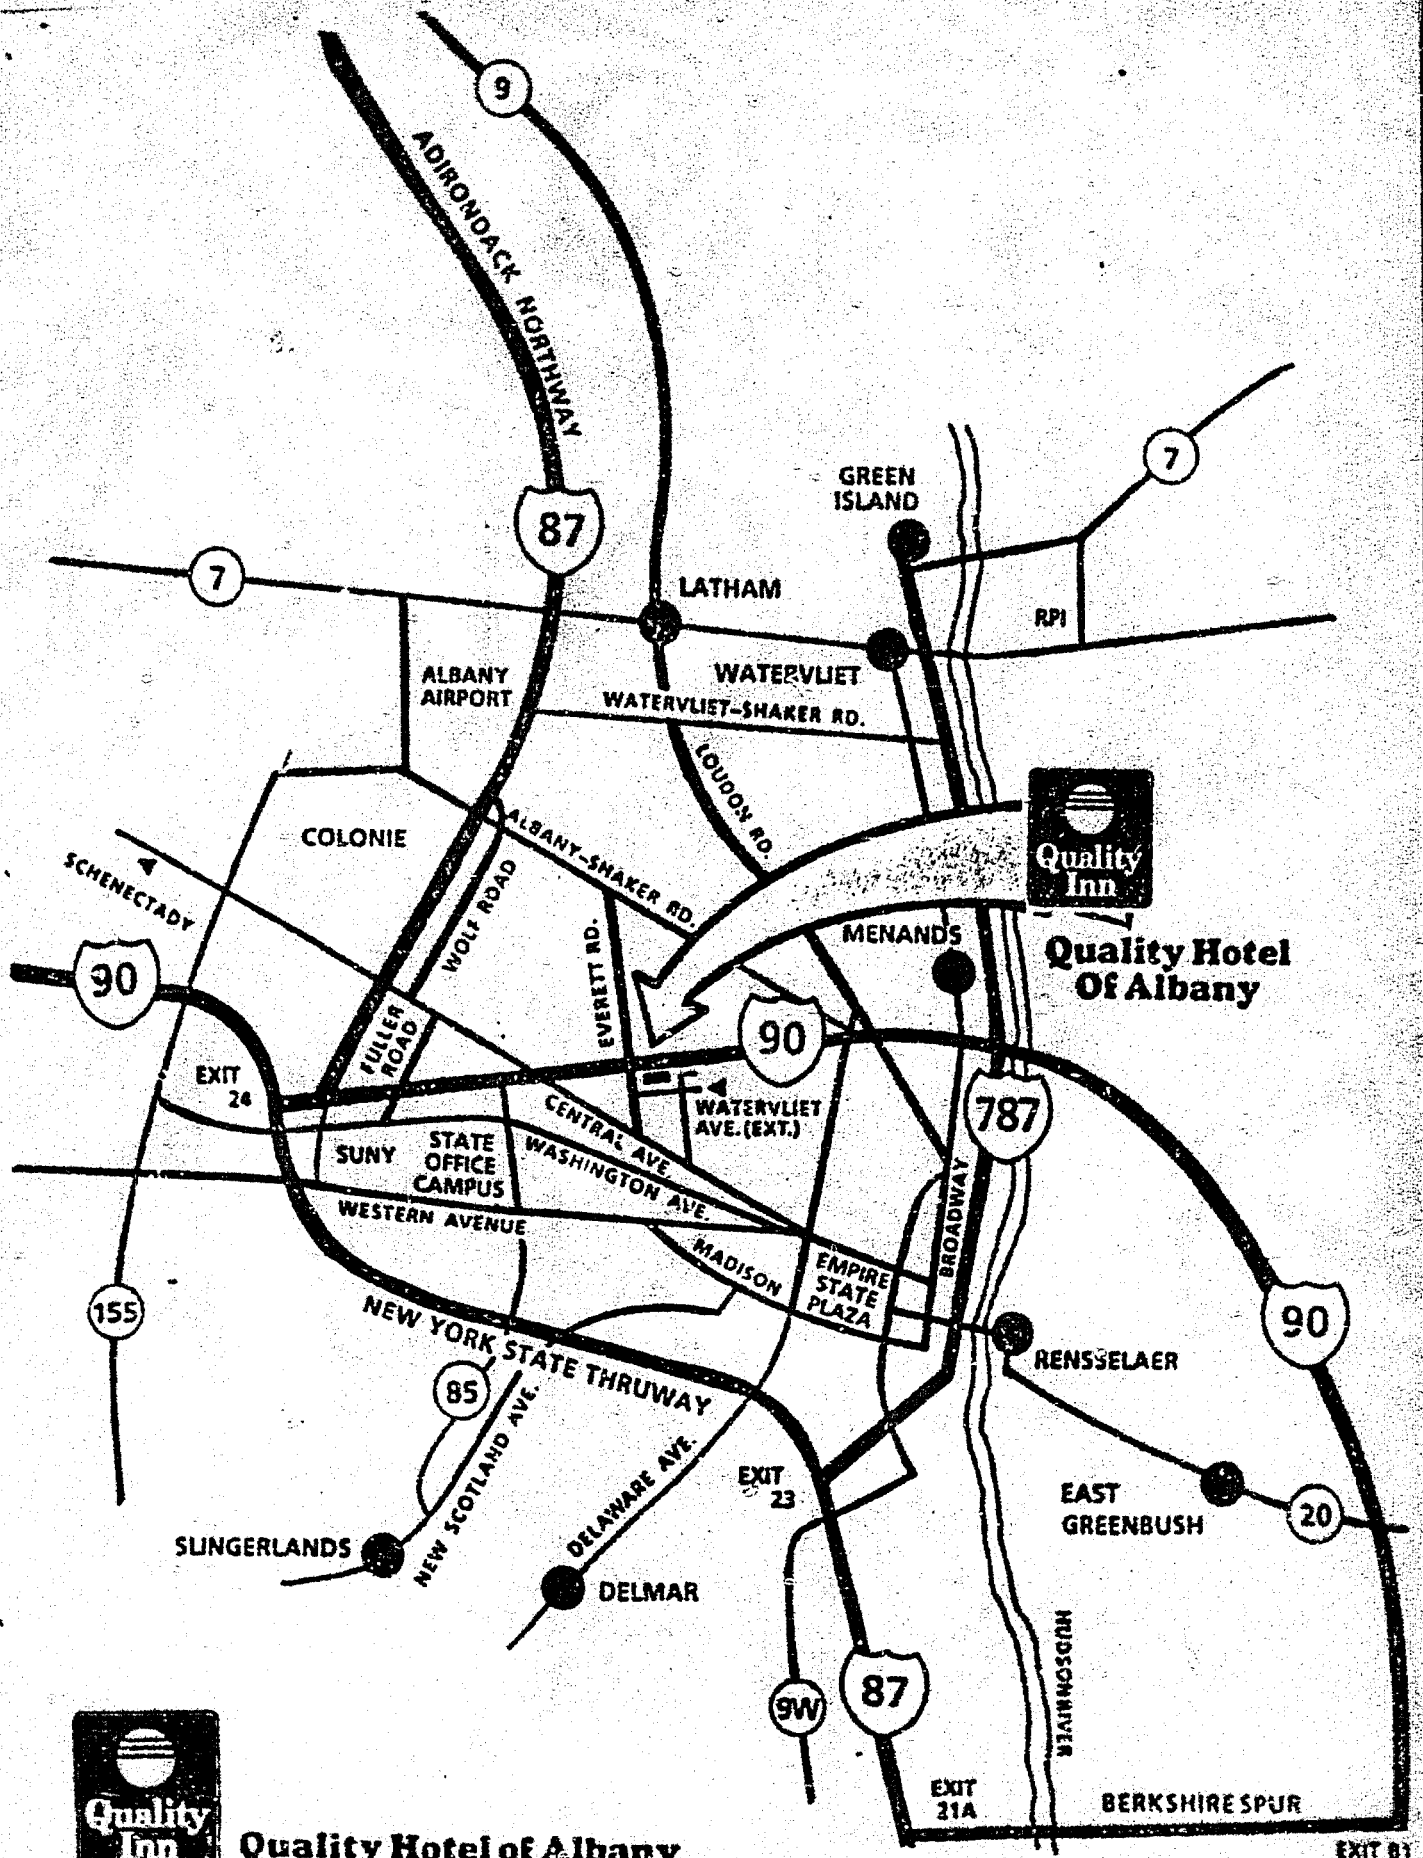 9
ADIRONDACK NORTHWAY
GREEN
ISLAND
7
87
7
LATHAM
RPI
ALBANY
AIRPORT
WATERVLIET
WATERVLIET-SHAKER RD.
LOUDON RD.
COLONIE
ALBANY-SHAKER RD.
Quality
Inn
SCHENECTADY
WOLF ROAD
EVERETT RD.
MENANDS
Quality Hotel
Of Albany
90
FULLER
ROAD
90
EXIT
24
WATERVLIET
AVE. (EXT.)
787
CENTRAL AVE.
SUNY
STATE
OFFICE
CAMPUS
WASHINGTON AVE.
WESTERN AVENUE
BROADWAY
MADISON
EMPIRE
STATE
PLAZA
155
NEW YORK STATE THRUWAY
90
RENSSELAER
85
NEW SCOTLAND AVE.
DELAWARE AVE.
EXIT
23
EAST
GREENBUSH
20
SLINGERLANDS
DELMAR
HUDSON RIVER
9W
87
EXIT
21A
BERKSHIRE SPUR
EXIT B1
Quality
Inn
Quality Hotel of Albany